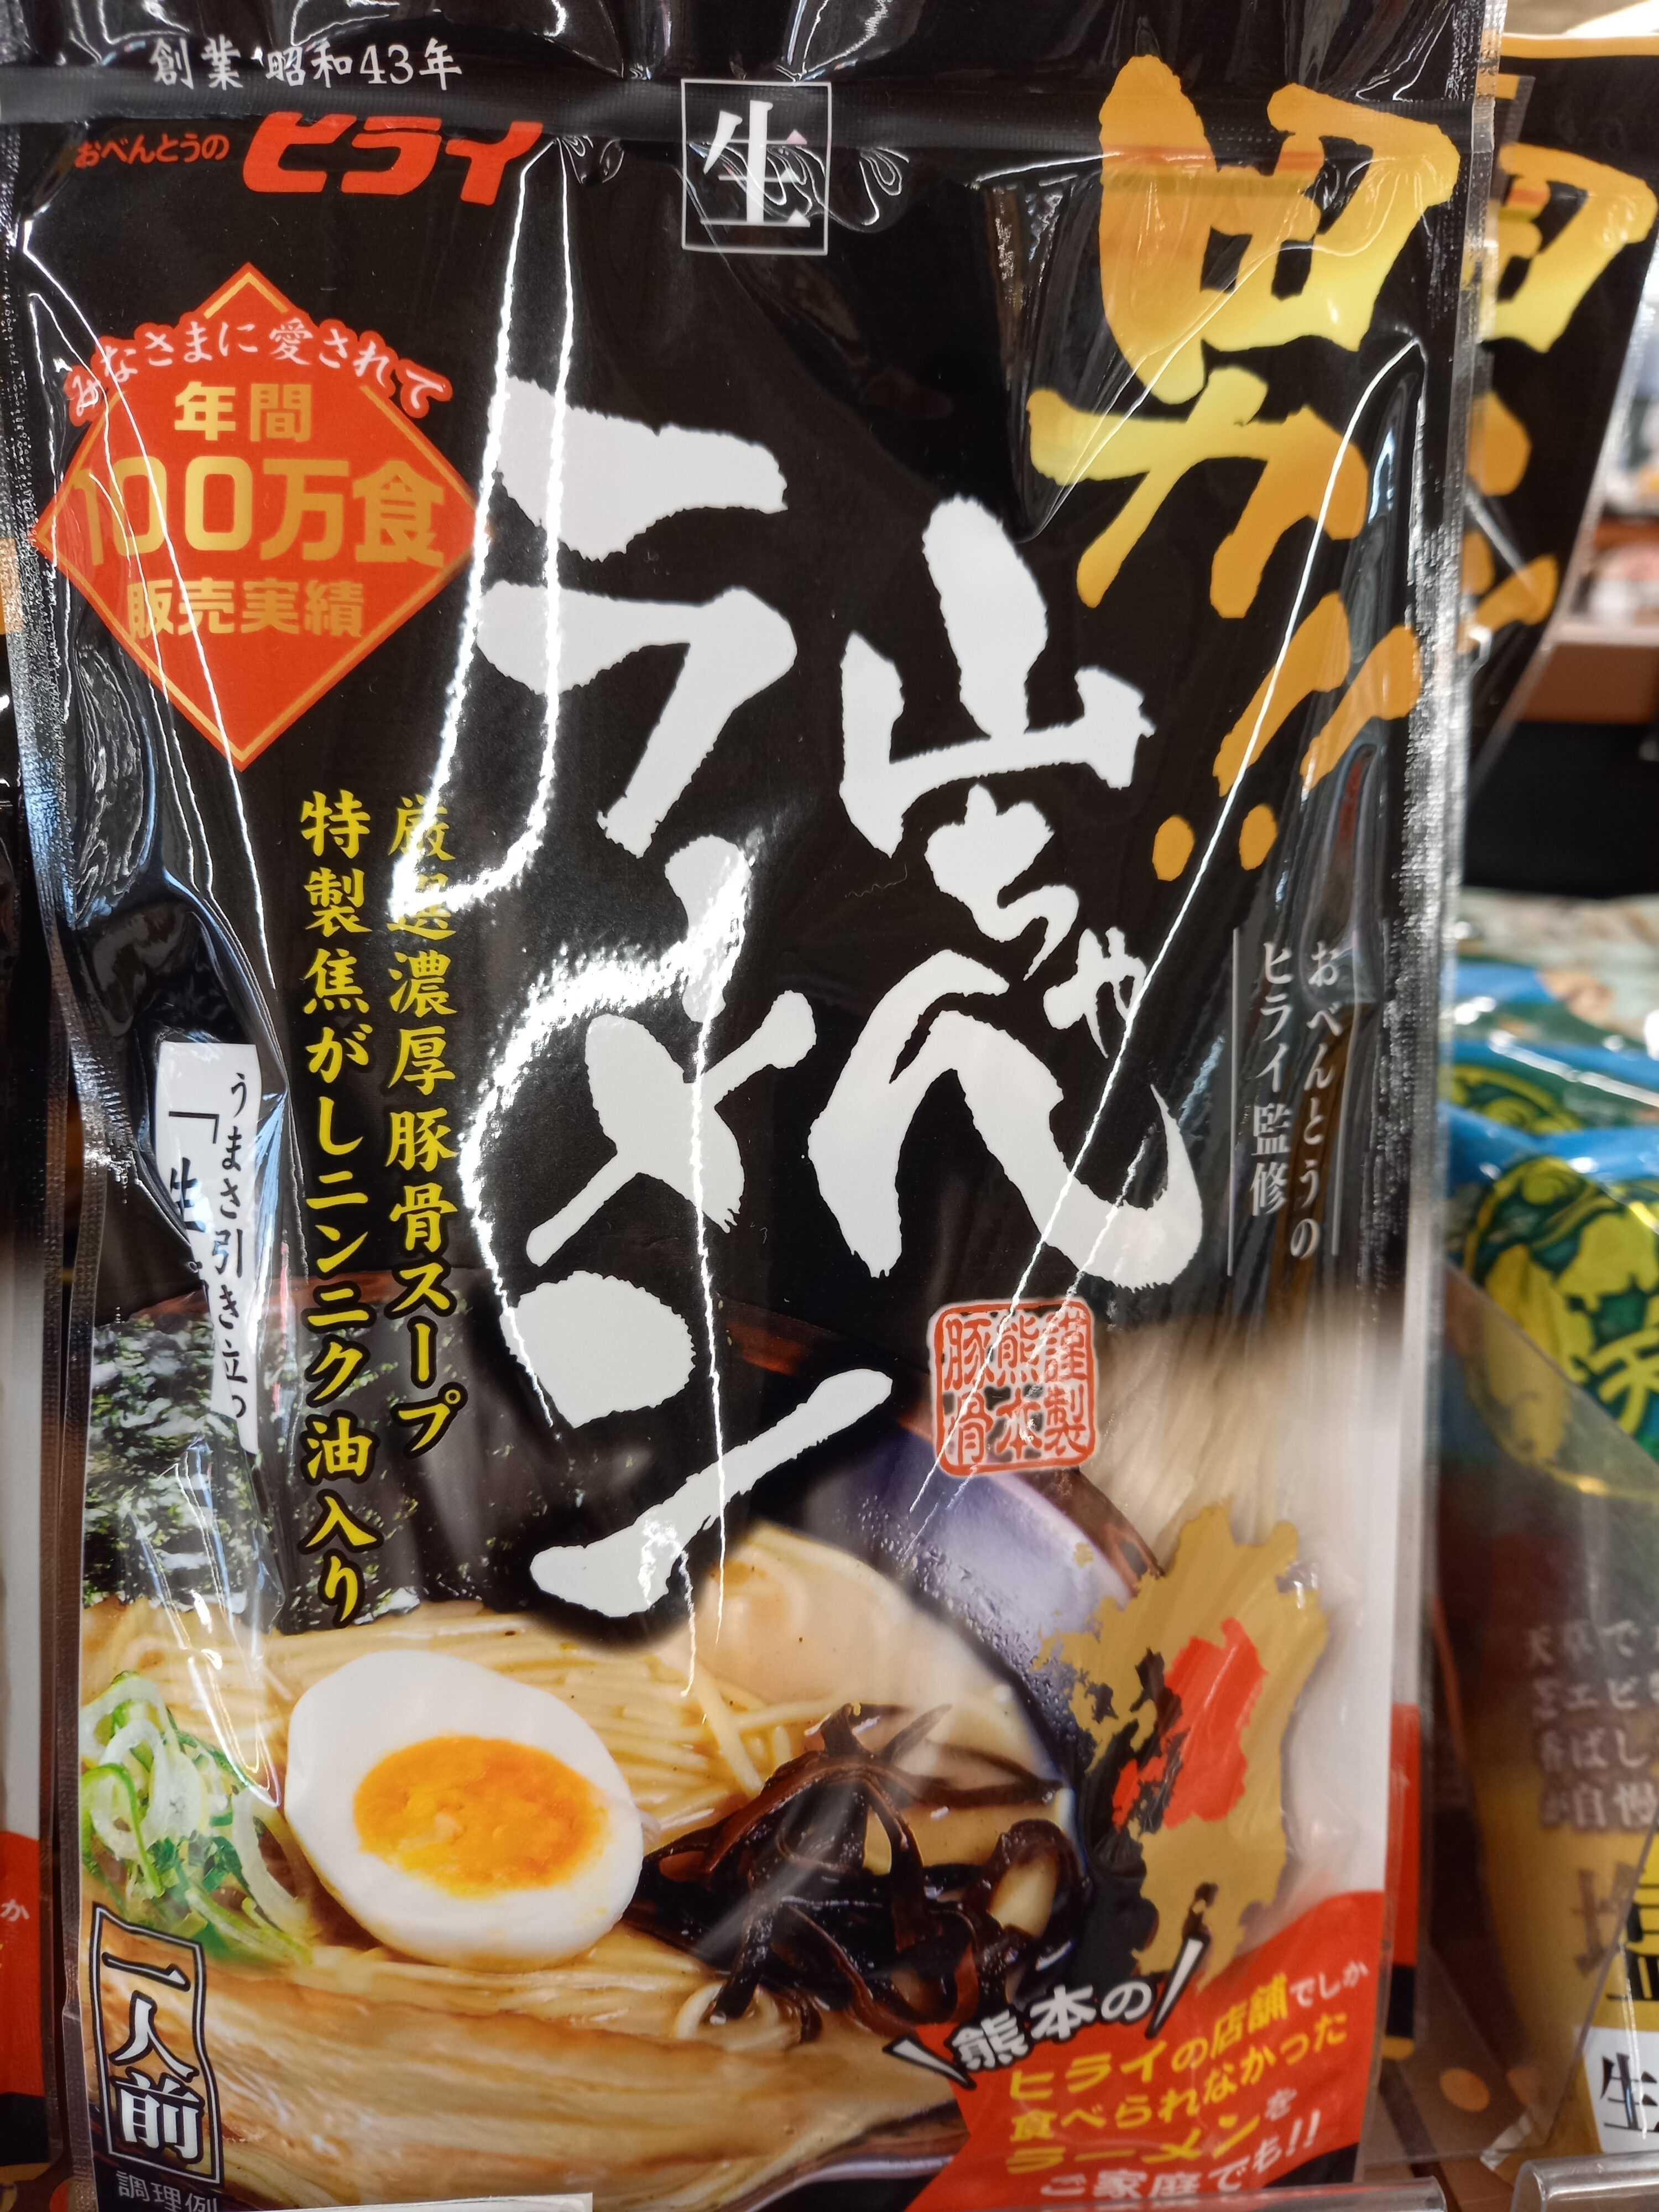 創業 昭和43年
おべんとうの
ヒライ
生
男!!
みなさまに愛されて
年間
100万食
販売実績
おべんとうの
ヒライ監修
山ちゃん
ラーメン
厳選濃厚豚骨スープ
特製焦がしニンニク油入り
うまさ引き立つ
「生
謹製
熊本
豚骨
一人前
調理例
熊本の
ヒライの店舗でしか
食べられなかった
ラーメンを
ご家庭でも!!
生